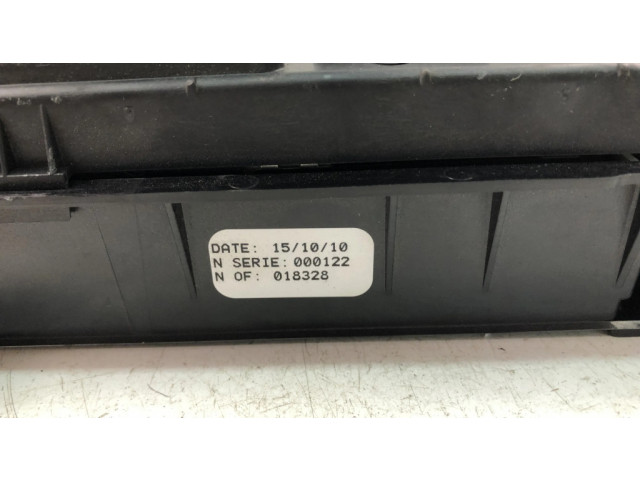 DATE: 15/10/10
N SERIE: 000122
N OF: 018328